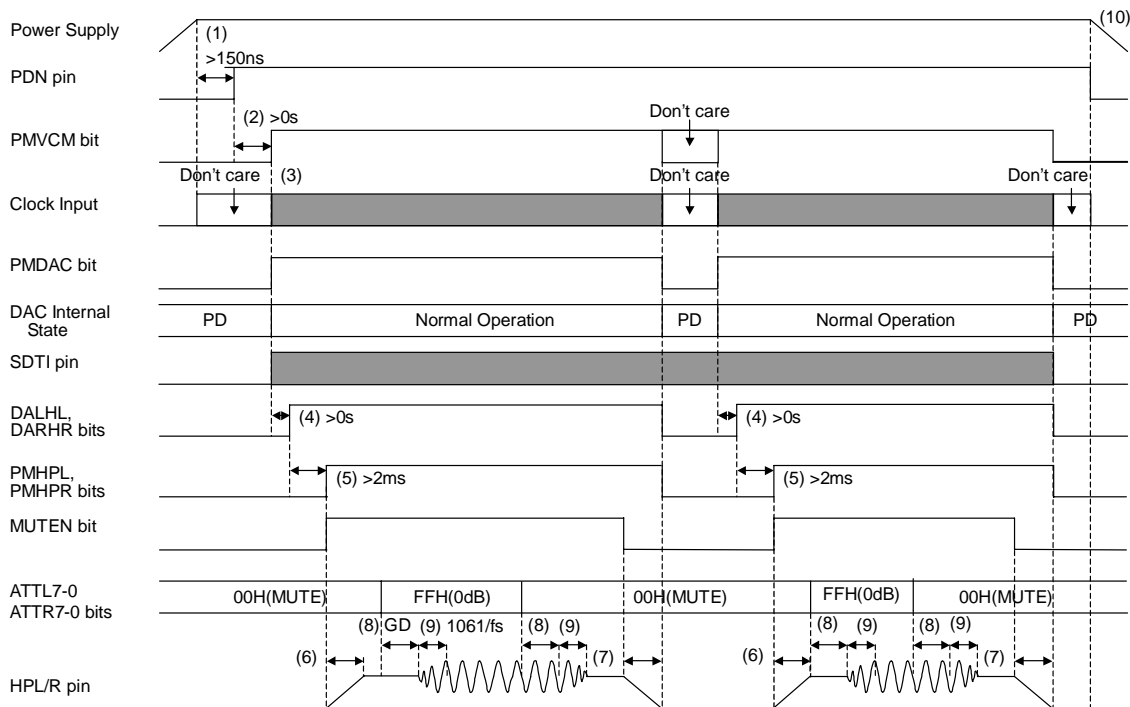 Power Supply
(1)
(10)
>150ns
PDN pin
(2) >0s
Don't care
PMVCM bit
Don't care
(3)
Don't care
Don't care
Clock Input
PMDAC bit
DAC Internal
State
PD
Normal Operation
PD
Normal Operation
PD
SDTI pin
DALHL,
DARHR bits
(4) >0s
(4) >0s
PMHPL,
PMHPR bits
(5) >2ms
(5) >2ms
MUTEN bit
ATTL7-0
ATTR7-0 bits
00H(MUTE)
FFH(0dB)
00H(MUTE)
FFH(0dB)
00H(MUTE)
(8) GD
(9) 1061/fs
(8)
(9)
(8)
(9)
(8)
(9)
(6)
(7)
(6)
(7)
HPL/R pin